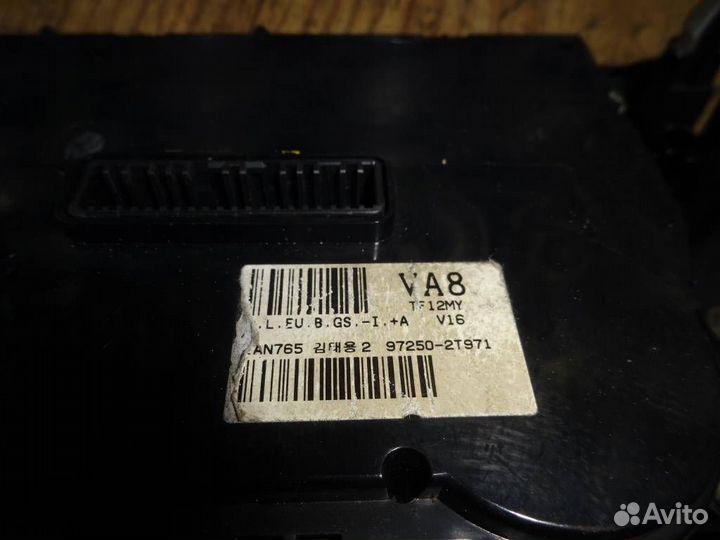 VA8
TF12MY
.L.EU.B.GS.-I.+A V16
AN765 김태용2 97250-2T971
Avito